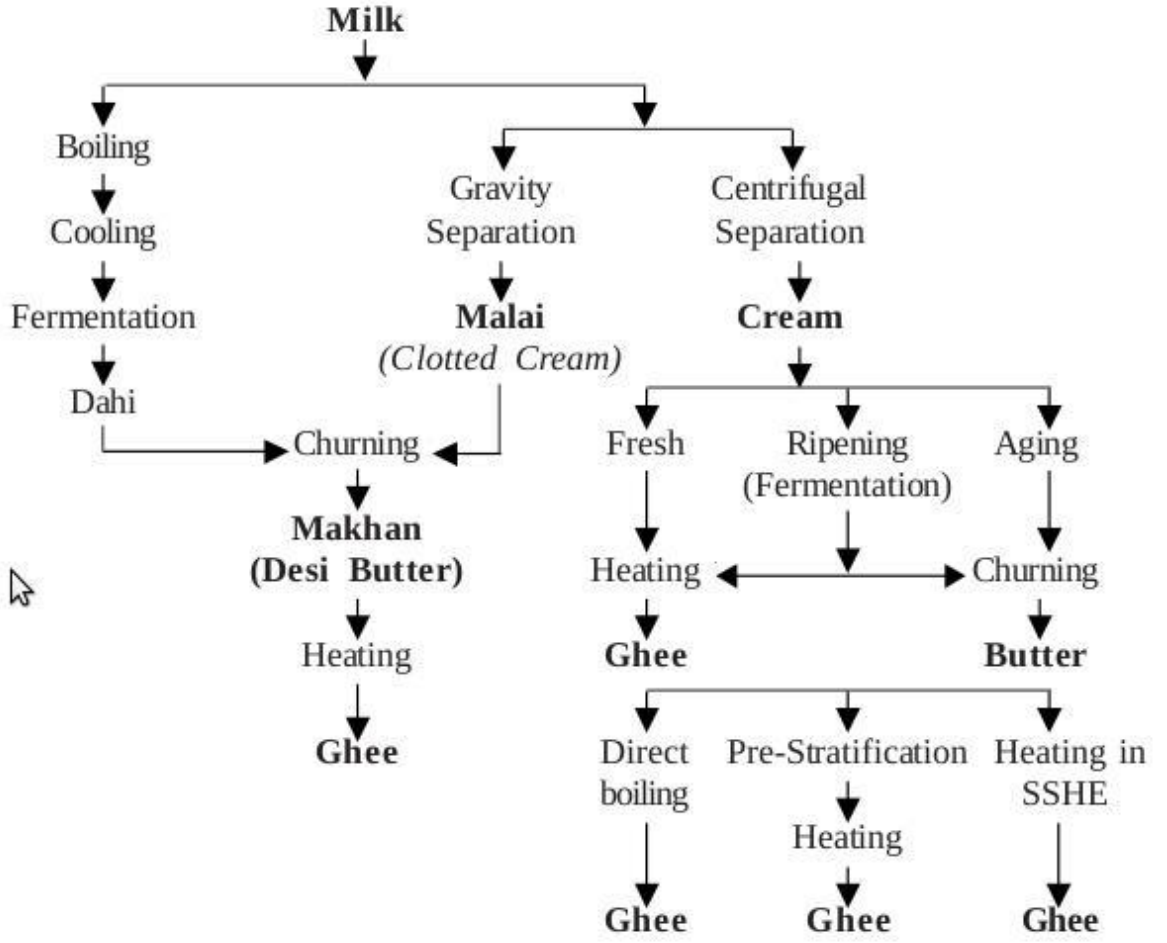 Milk
Boiling
Cooling
Fermentation
Dahi
Gravity
Separation
Malai
(Clotted Cream)
Churning
Makhan
(Desi Butter)
Heating
Ghee
Centrifugal
Separation
Cream
Fresh
Ripening
(Fermentation)
Aging
Heating
Churning
Ghee
Butter
Direct
boiling
Pre-Stratification
Heating
Heating in
SSHE
Ghee
Ghee
Ghee